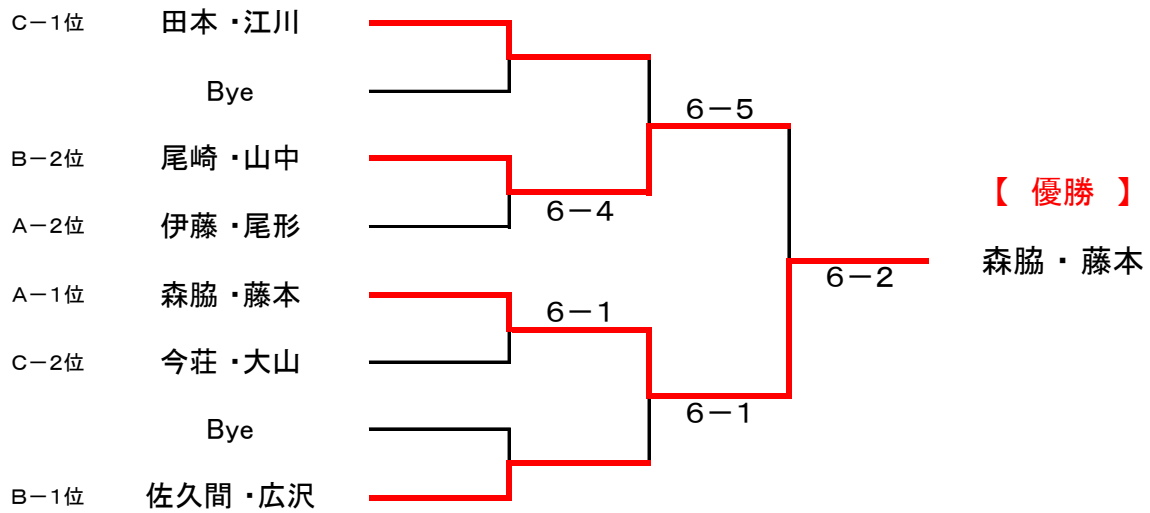 C－1位 田本・江川
Bye
6－5
B－2位 尾崎・山中
【 優勝 】
6－4
A－2位 伊藤・尾形
森脇・藤本
6－2
A－1位 森脇・藤本
6－1
C－2位 今荘・大山
6－1
Bye
B－1位 佐久間・広沢